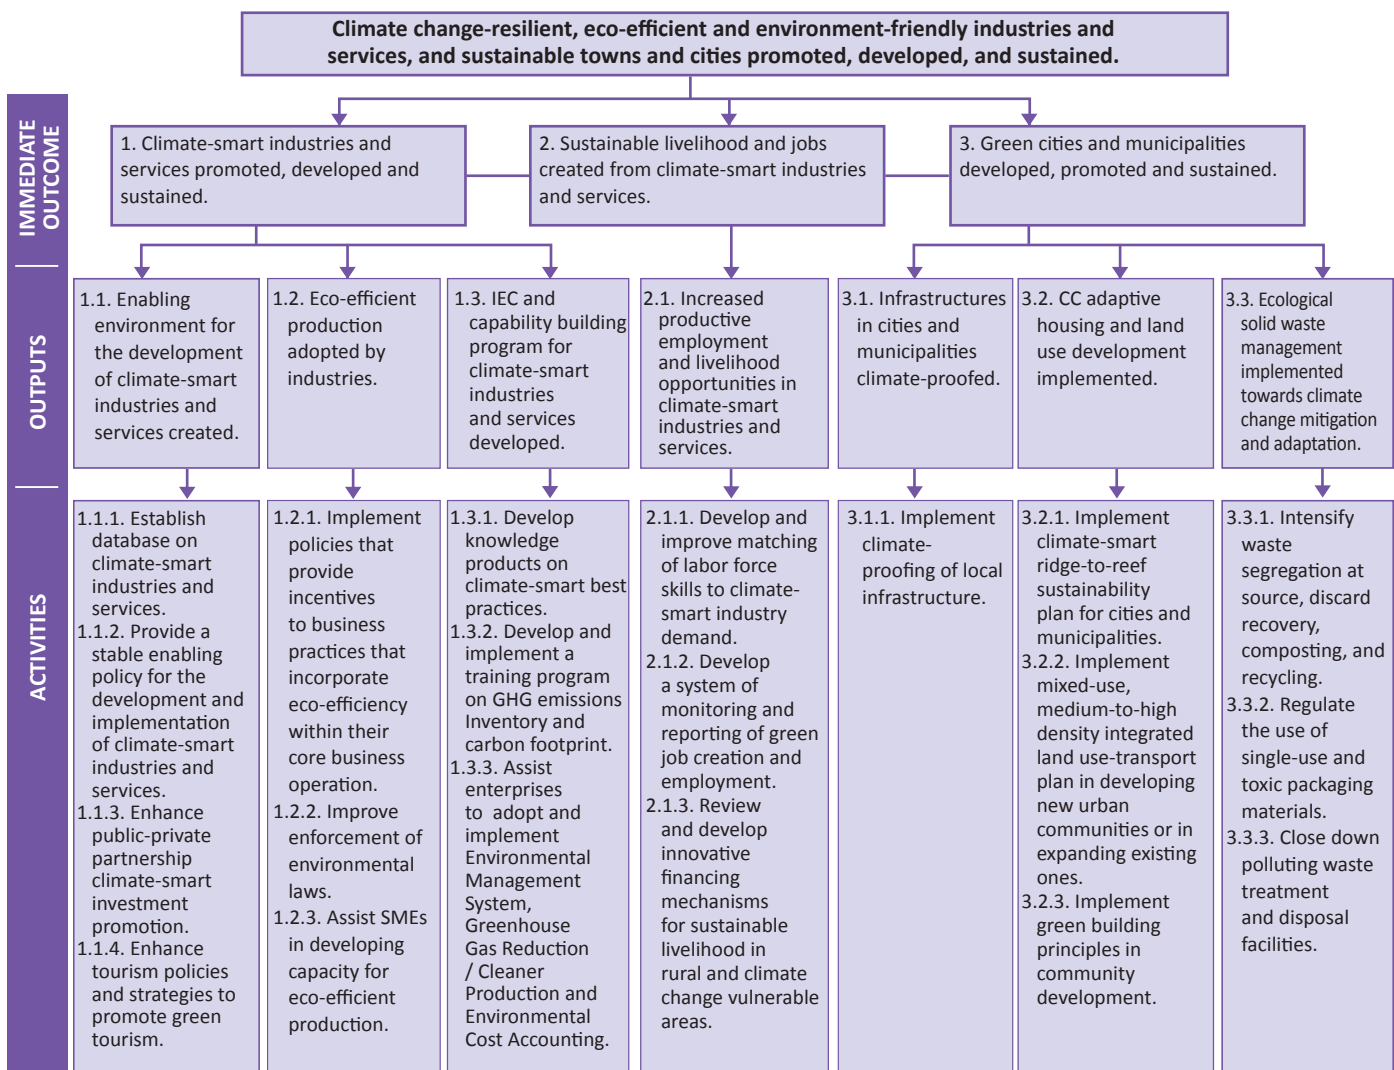 Climate change-resilient, eco-efficient and environment-friendly industries and
services, and sustainable towns and cities promoted, developed, and sustained.
IMMEDIATE
OUTCOME
1. Climate-smart industries and
services promoted, developed and
sustained.
2. Sustainable livelihood and jobs
created from climate-smart industries
and services.
3. Green cities and municipalities
developed, promoted and sustained.
OUTPUTS
1.1. Enabling
environment for
the development
of climate-smart
industries and
services created.
1.2. Eco-efficient
production
adopted by
industries.
1.3. IEC and
capability building
program for
climate-smart
industries
and services
developed.
2.1. Increased
productive
employment
and livelihood
opportunities in
climate-smart
industries and
services.
3.1. Infrastructures
in cities and
municipalities
climate-proofed.
3.2. CC adaptive
housing and land
use development
implemented.
3.3. Ecological
solid waste
management
implemented
towards climate
change mitigation
and adaptation.
ACTIVITIES
1.1.1. Establish
database on
climate-smart
industries and
services.
1.1.2. Provide a
stable enabling
policy for the
development and
implementation
of climate-smart
industries and
services.
1.1.3. Enhance
public-private
partnership
climate-smart
investment
promotion.
1.1.4. Enhance
tourism policies
and strategies to
promote green
tourism.
1.2.1. Implement
policies that
provide
incentives
to business
practices that
incorporate
eco-efficiency
within their
core business
operation.
1.2.2. Improve
enforcement of
environmental
laws.
1.2.3. Assist SMEs
in developing
capacity for
eco-efficient
production.
1.3.1. Develop
knowledge
products on
climate-smart best
practices.
1.3.2. Develop and
implement a
training program
on GHG emissions
Inventory and
carbon footprint.
1.3.3. Assist
enterprises
to adopt and
implement
Environmental
Management
System,
Greenhouse
Gas Reduction
/ Cleaner
Production and
Environmental
Cost Accounting.
2.1.1. Develop and
improve matching
of labor force
skills to climate-
smart industry
demand.
2.1.2. Develop
a system of
monitoring and
reporting of green
job creation and
employment.
2.1.3. Review
and develop
innovative
financing
mechanisms
for sustainable
livelihood in
rural and climate
change vulnerable
areas.
3.1.1. Implement
climate-
proofing of local
infrastructure.
3.2.1. Implement
climate-smart
ridge-to-reef
sustainability
plan for cities and
municipalities.
3.2.2. Implement
mixed-use,
medium-to-high
density integrated
land use-transport
plan in developing
new urban
communities or in
expanding existing
ones.
3.2.3. Implement
green building
principles in
community
development.
3.3.1. Intensify
waste
segregation at
source, discard
recovery,
composting, and
recycling.
3.3.2. Regulate
the use of
single-use and
toxic packaging
materials.
3.3.3. Close down
polluting waste
treatment
and disposal
facilities.